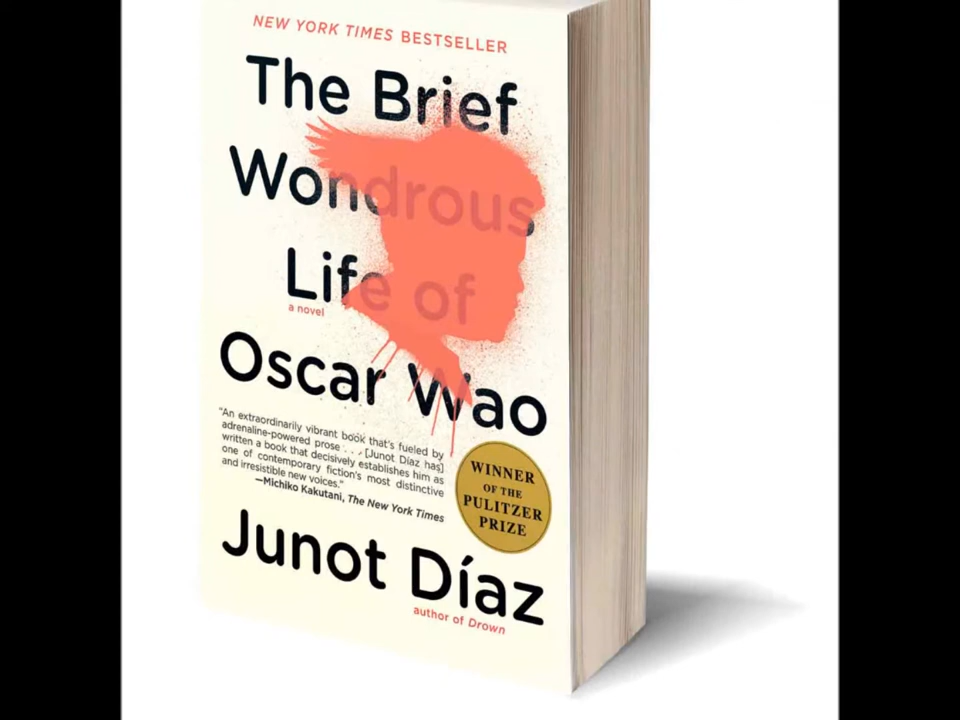 NEW YORK TIMES BESTSELLER
The Brief
Wondrous
Life of
a novel
Oscar Wao
"An extraordinarily vibrant book that's fueled by
adrenaline-powered prose . . . [Junot Díaz has]
written a book that decisively establishes him as
one of contemporary fiction's most distinctive
and irresistible new voices."
—Michiko Kakutani, The New York Times
WINNER
OF THE
PULITZER
PRIZE
Junot Díaz
author of Drown